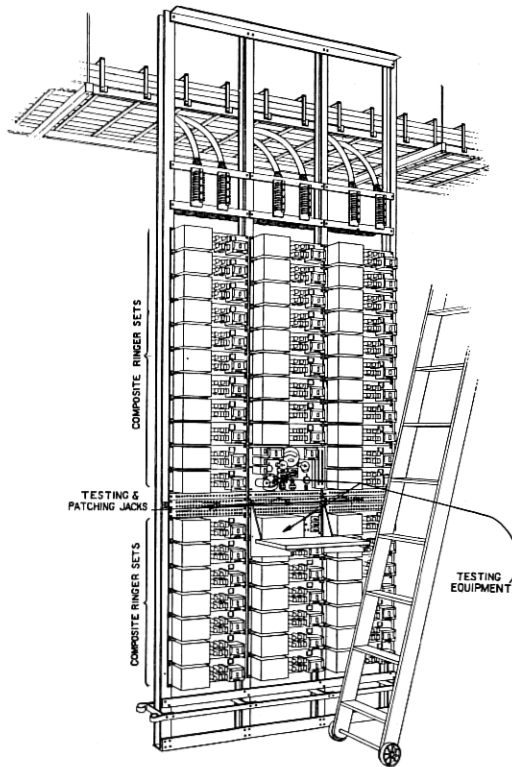 COMPOSITE RINGER SETS
TESTING &
PATCHING JACKS
COMPOSITE RINGER SETS
TESTING
EQUIPMENT